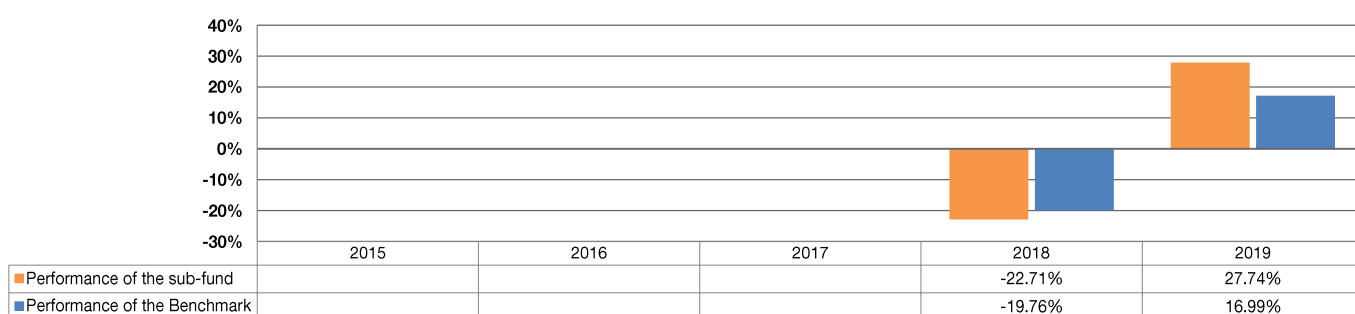 40%
30%
20%
10%
0%
-10%
-20%
-30%
2015 2016 2017 2018 2019
Performance of the sub-fund -22.71% 27.74%
Performance of the Benchmark -19.76% 16.99%